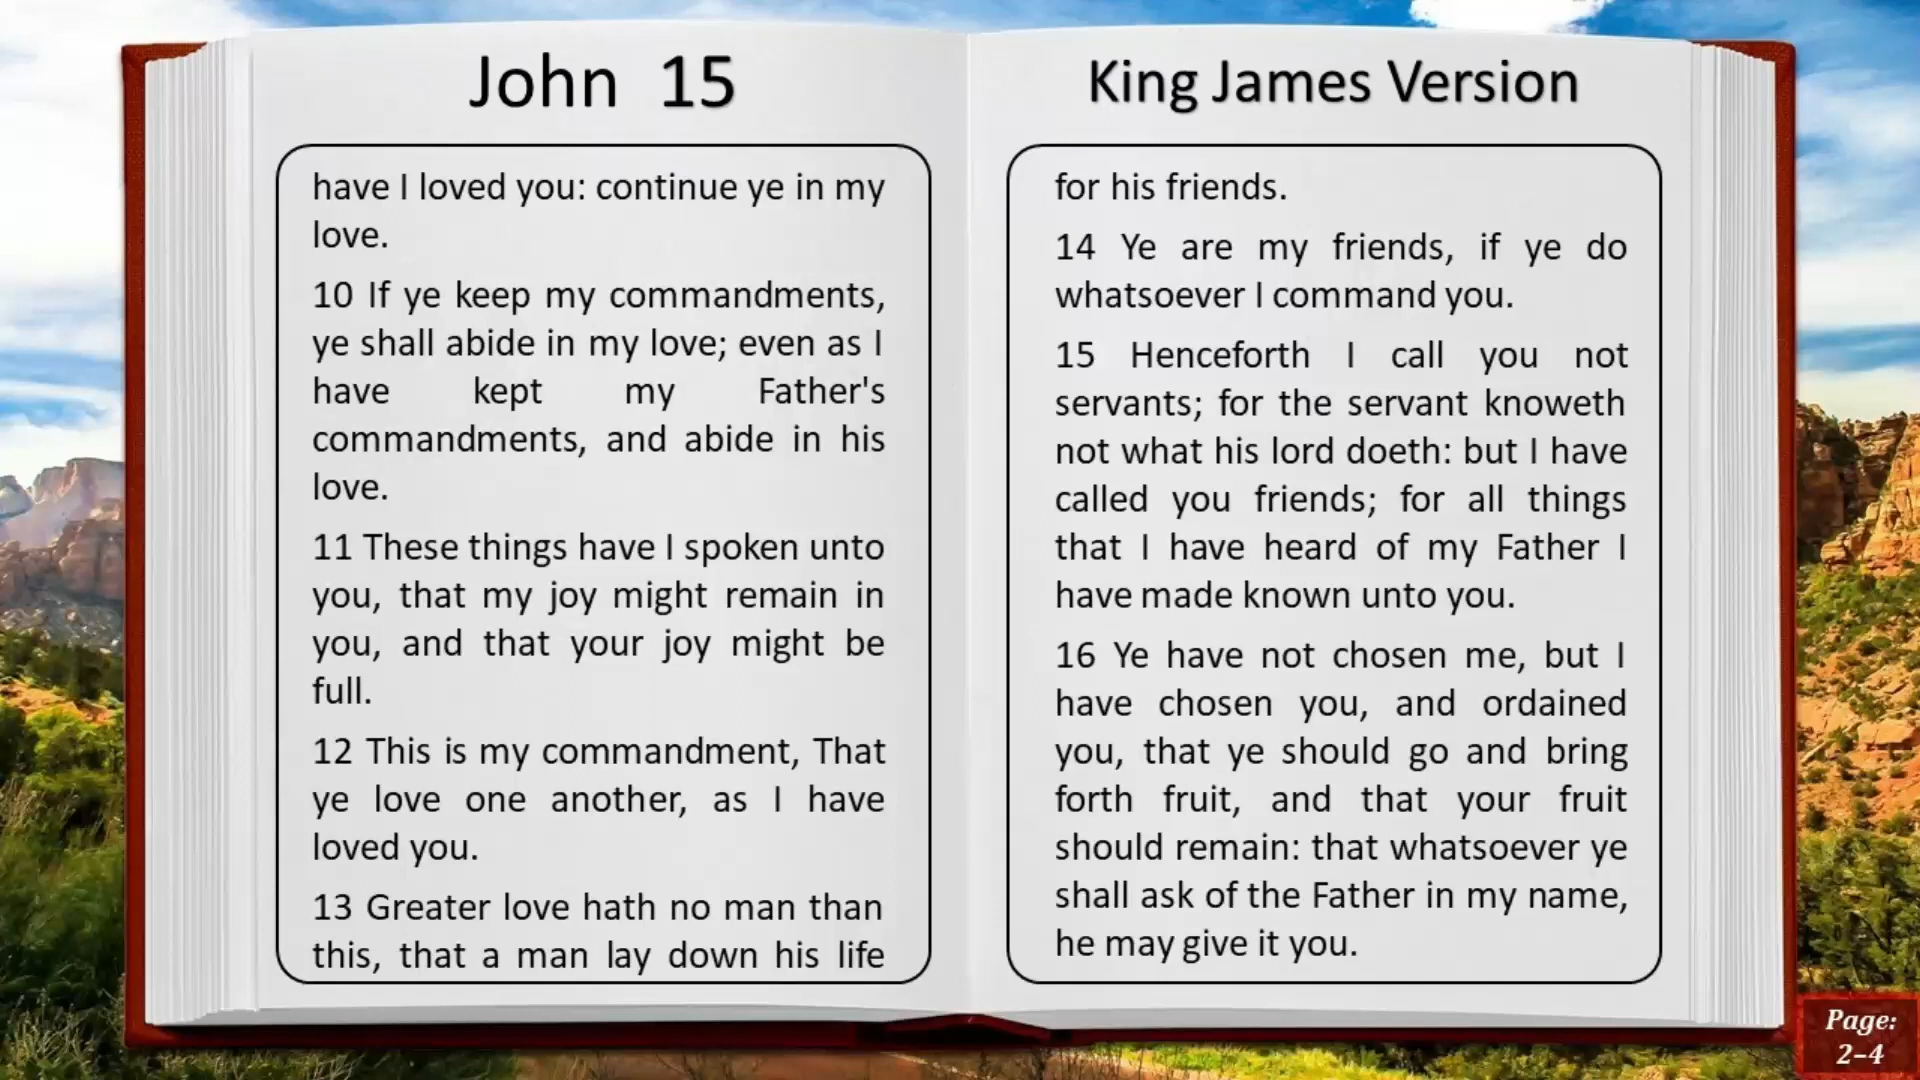 John 15
have I loved you: continue ye in my
love.
10 If ye keep my commandments,
ye shall abide in my love; even as I
have kept my Father's
commandments, and abide in his
love.
11 These things have I spoken unto
you, that my joy might remain in
you, and that your joy might be
full.
12 This is my commandment, That
ye love one another, as I have
loved you.
13 Greater love hath no man than
this, that a man lay down his life
King James Version
for his friends.
14 Ye are my friends, if ye do
whatsoever I command you.
15 Henceforth I call you not
servants; for the servant knoweth
not what his lord doeth: but I have
called you friends; for all things
that I have heard of my Father I
have made known unto you.
16 Ye have not chosen me, but I
have chosen you, and ordained
you, that ye should go and bring
forth fruit, and that your fruit
should remain: that whatsoever ye
shall ask of the Father in my name,
he may give it you.
Page:
2–4